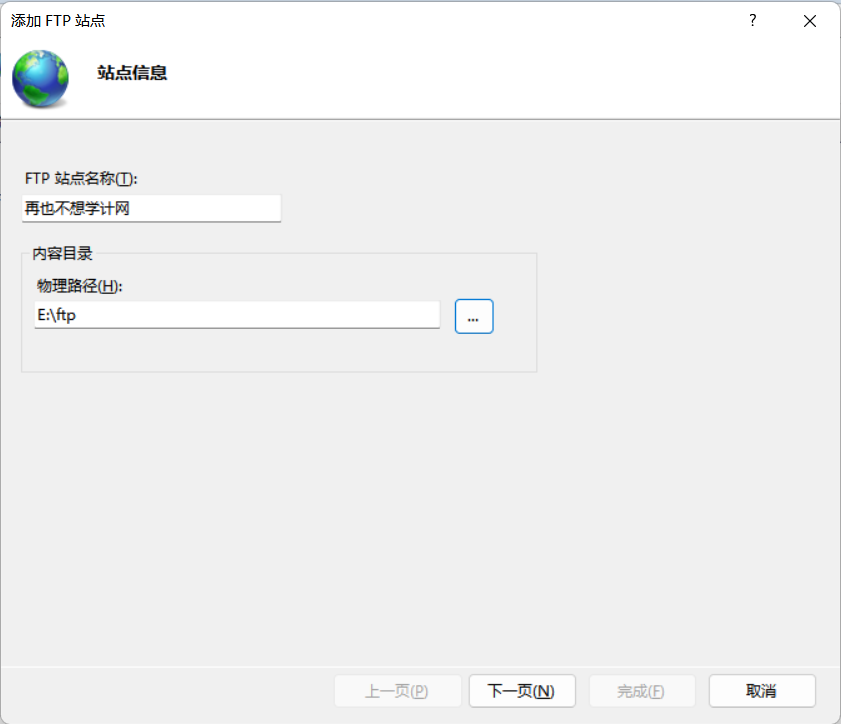 添加 FTP 站点
?
站点信息
FTP 站点名称(T):
再也不想学计网
内容目录
物理路径(H):
E:\ftp
...
上一页(P)
下一页(N)
完成(F)
取消